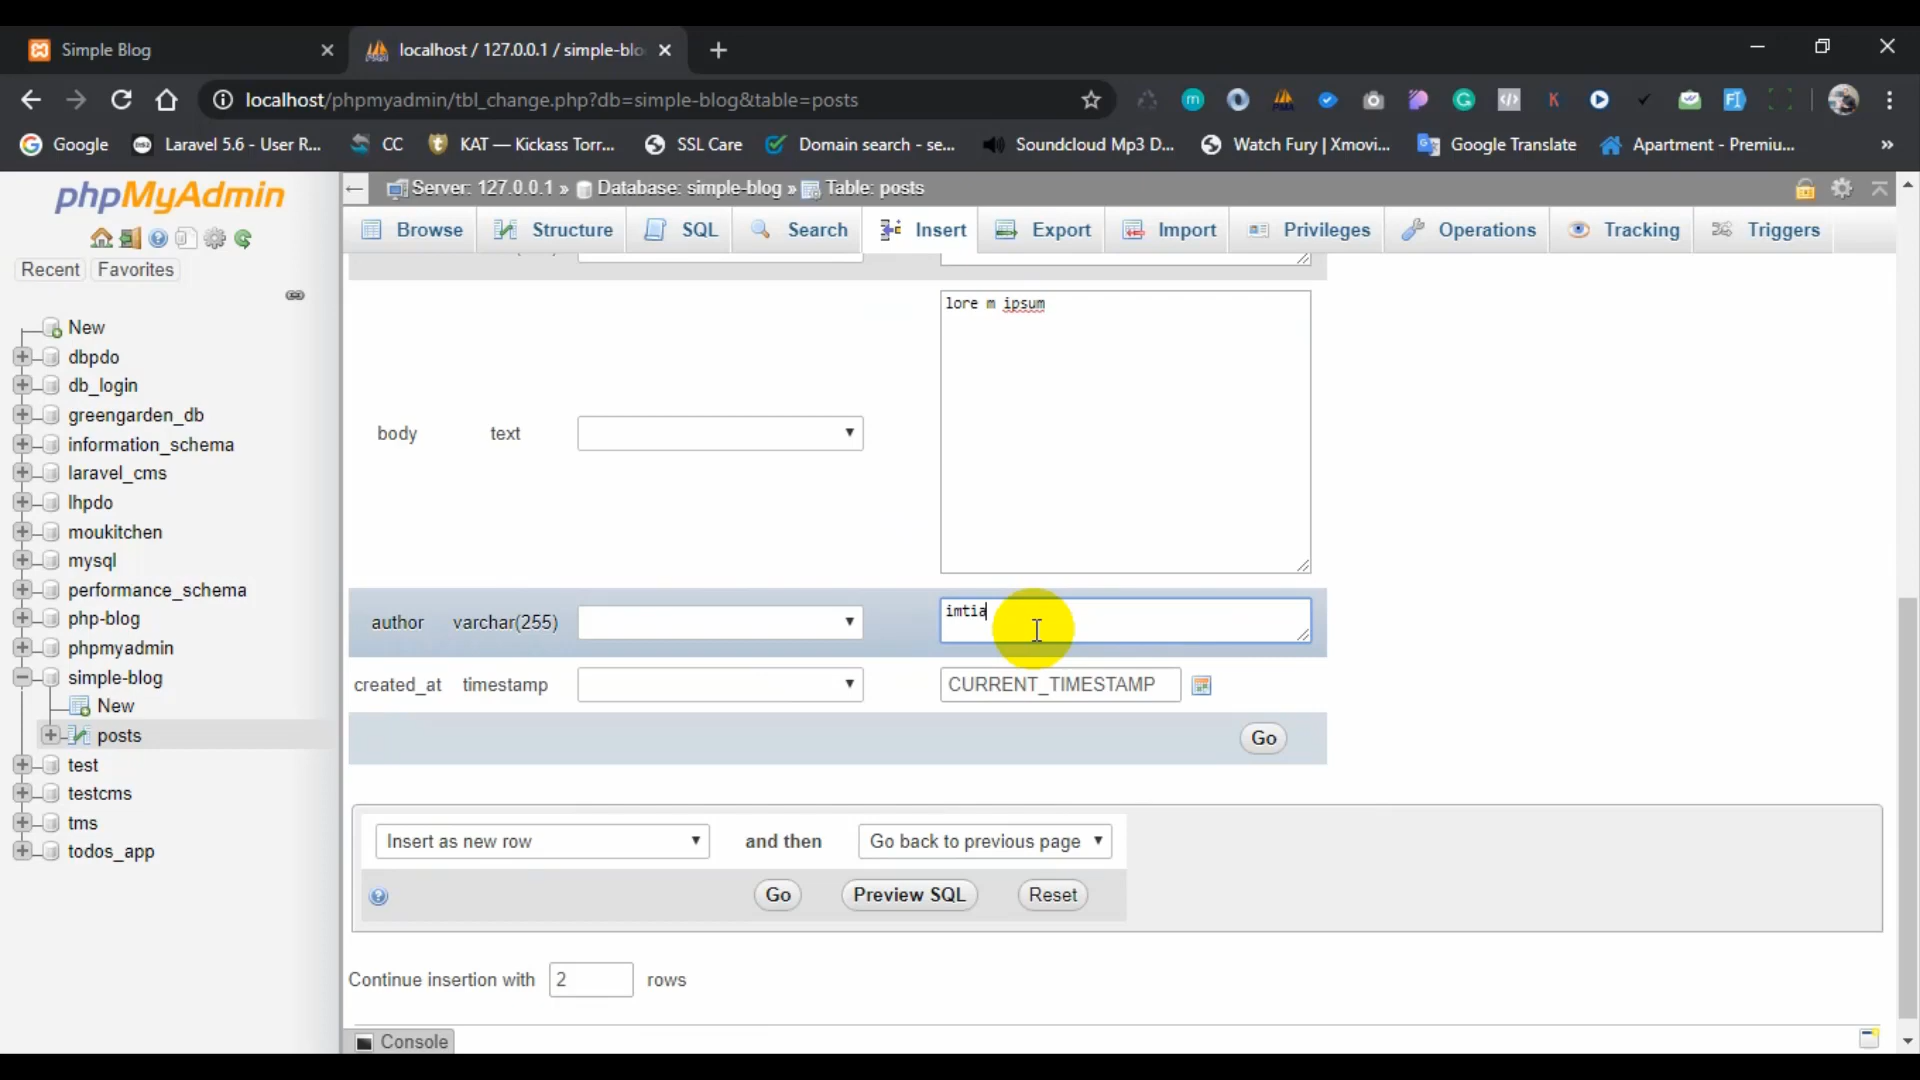 Simple Blog
localhost / 127.0.0.1 / simple-blo
localhost/phpmyadmin/tbl_change.php?db=simple-blog&table=posts
Google
Laravel 5.6 - User R...
CC
KAT — Kickass Torr...
SSL Care
Domain search - se...
Soundcloud Mp3 D...
Watch Fury | Xmovi...
Google Translate
Apartment - Premiu...
»
phpMyAdmin
Recent
Favorites
New
dbpdo
db_login
greengarden_db
information_schema
laravel_cms
lhpdo
moukitchen
mysql
performance_schema
php-blog
phpmyadmin
simple-blog
New
posts
test
testcms
tms
todos_app
Server: 127.0.0.1 » Database: simple-blog » Table: posts
Browse
Structure
SQL
Search
Insert
Export
Import
Privileges
Operations
Tracking
Triggers
lore m ipsum
body text
author varchar(255)
imtia
created_at timestamp
CURRENT_TIMESTAMP
Go
Insert as new row
and then
Go back to previous page
Go
Preview SQL
Reset
Continue insertion with 2 rows
Console